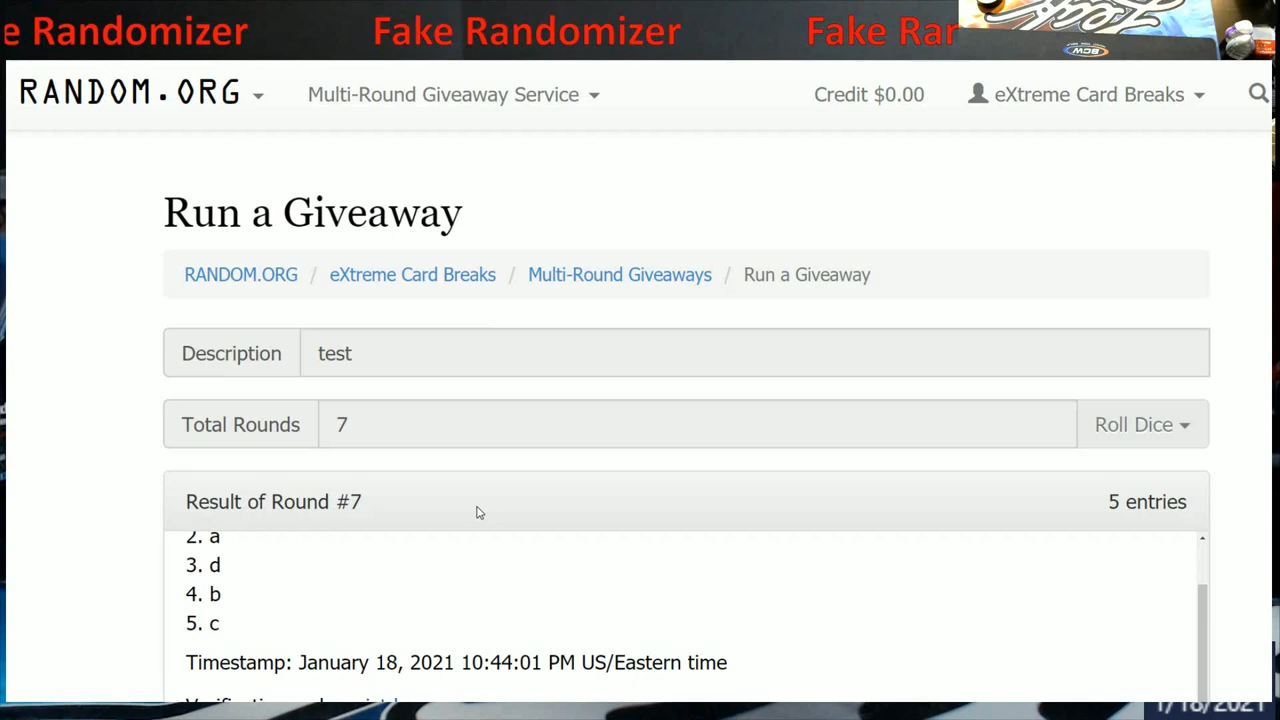 e Randomizer Fake Randomizer Fake Rar
BCW
RANDOM.ORG Multi-Round Giveaway Service Credit $0.00 eXtreme Card Breaks
Run a Giveaway
RANDOM.ORG / eXtreme Card Breaks / Multi-Round Giveaways / Run a Giveaway
Description test
Total Rounds 7 Roll Dice
Result of Round #7 5 entries
2. a
3. d
4. b
5. c
Timestamp: January 18, 2021 10:44:01 PM US/Eastern time
1/18/2021